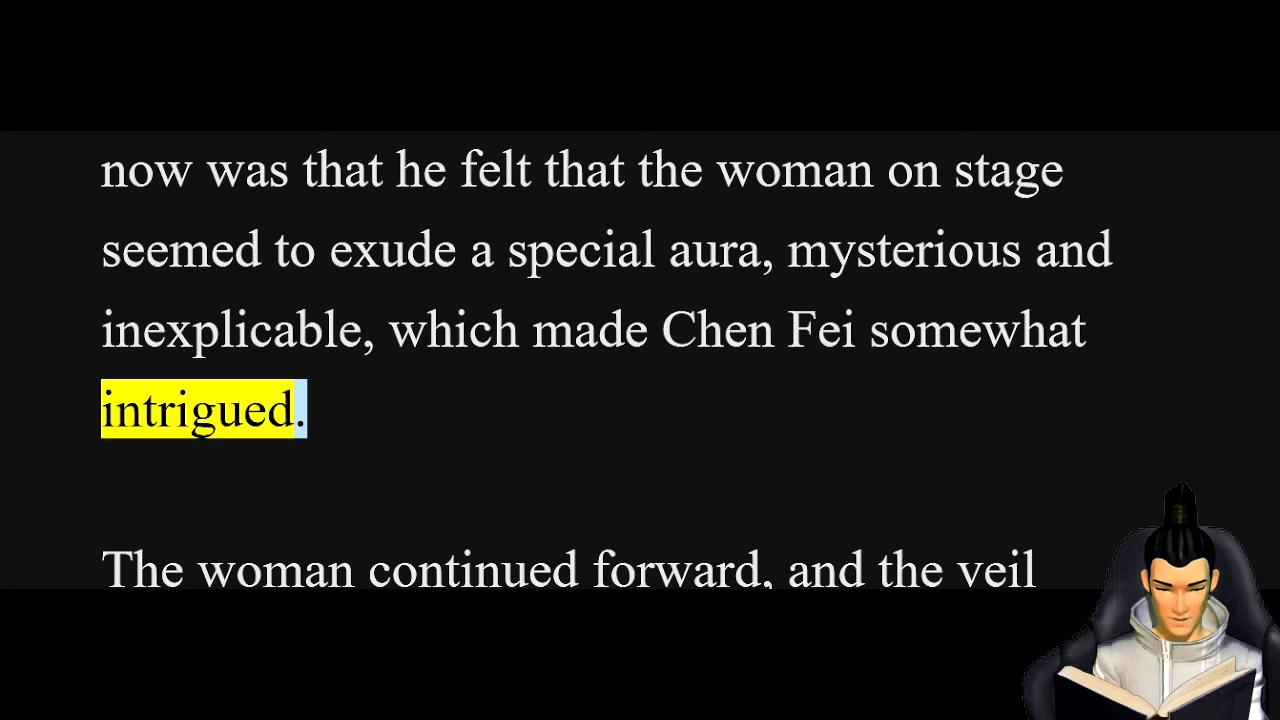 now was that he felt that the woman on stage
seemed to exude a special aura, mysterious and
inexplicable, which made Chen Fei somewhat
intrigued.
The woman continued forward, and the veil